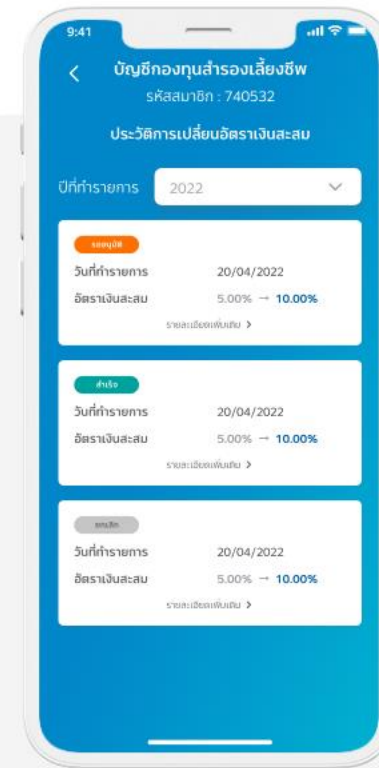 9:41
บัญชีกองทุนสำรองเลี้ยงชีพ
รหัสสมาชิก : 740532
ประวัติการเปลี่ยนอัตราเงินสะสม
ปีที่ทำรายการ 2022
รออนุมัติ
วันที่ทำรายการ 20/04/2022
อัตราเงินสะสม 5.00% → 10.00%
รายละเอียดเพิ่มเติม >
สำเร็จ
วันที่ทำรายการ 20/04/2022
อัตราเงินสะสม 5.00% → 10.00%
รายละเอียดเพิ่มเติม >
ยกเลิก
วันที่ทำรายการ 20/04/2022
อัตราเงินสะสม 5.00% → 10.00%
รายละเอียดเพิ่มเติม >